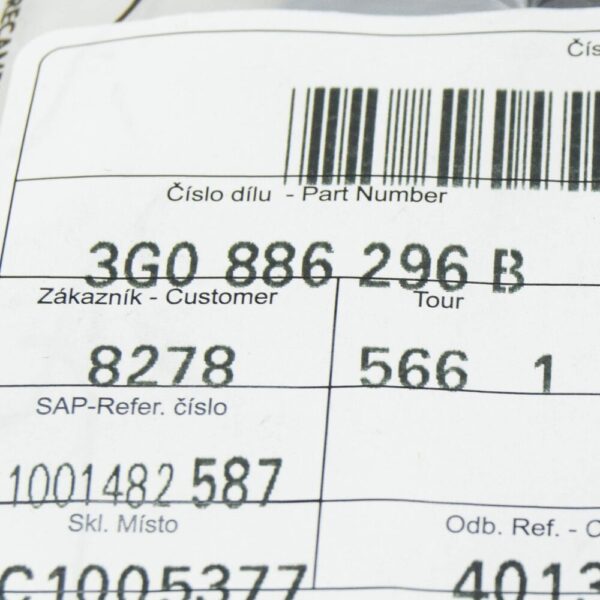 Čís
Číslo dílu - Part Number
3G0 886 296 B
Zákazník - Customer
Tour
8278
566 1
SAP-Refer. číslo
1001482 587
Skl. Místo
Odb. Ref. - C
C1005377
4013